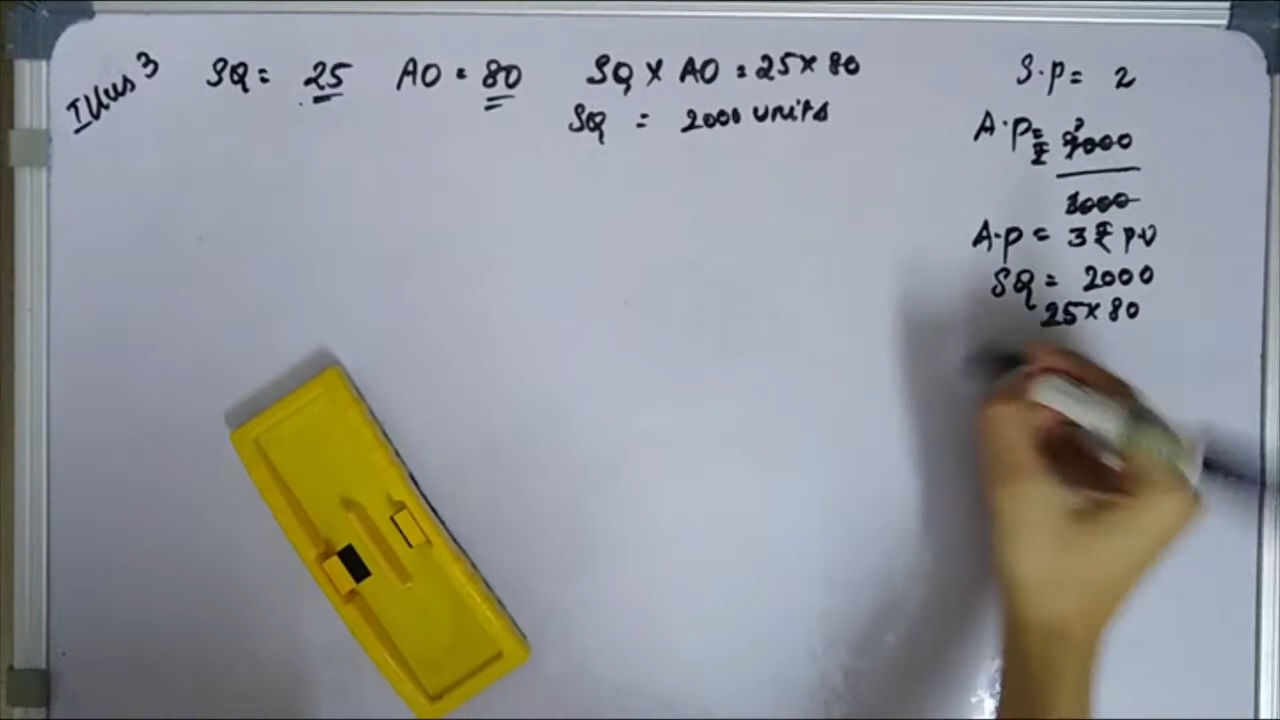 Illus 3
SQ = 25 AO = 80 SQ X AO = 25 x 80
SQ = 2000 units
S.p = 2
A.p = ₹ 9000
A.p = 3₹ p.u
SQ = 2000
25 x 80